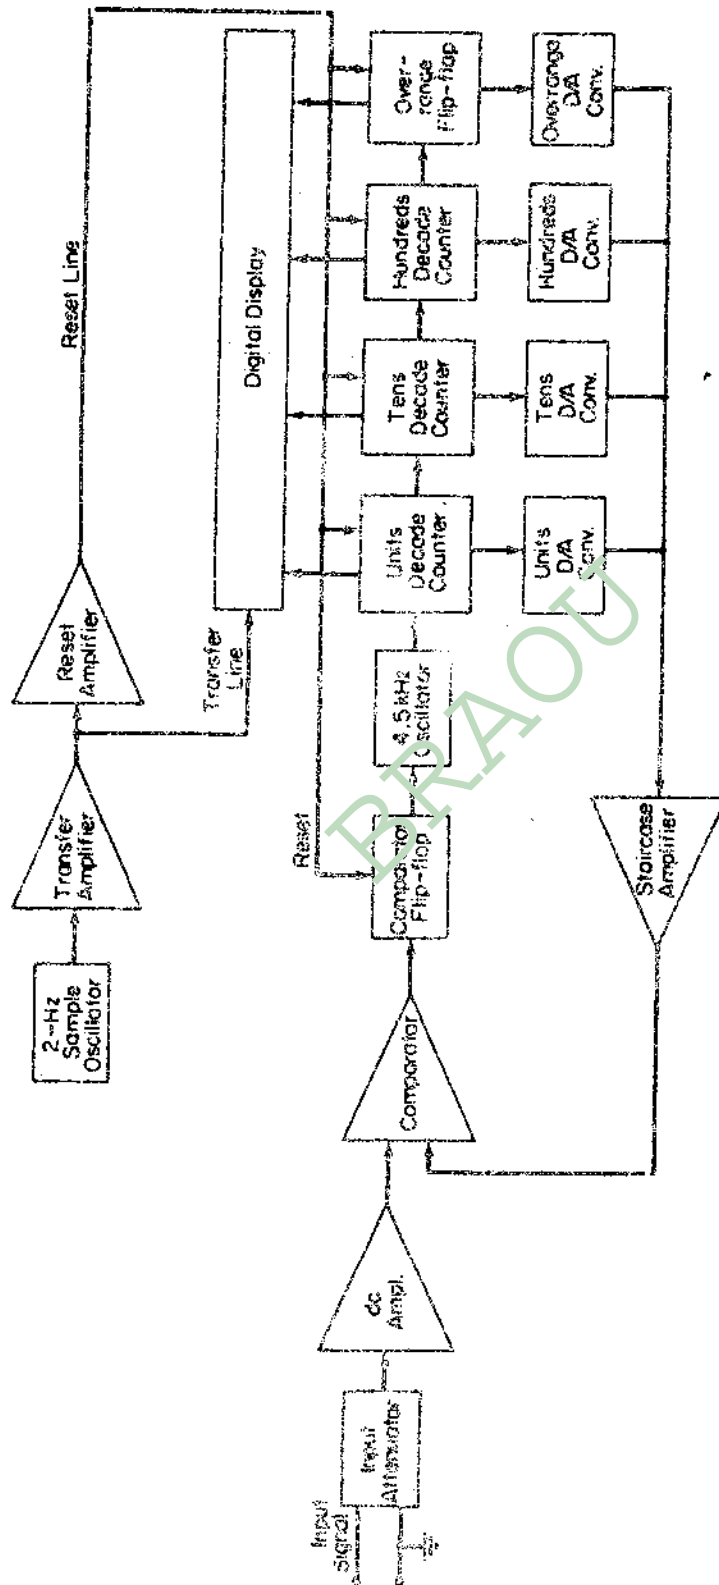 2-Hz
Sample
Oscillator
Transfer
Amplifier
Reset
Amplifier
Reset Line
Transfer
Line
Digital Display
Reset
Input
Signal
Input
Attenuator
dc
Ampl.
Comparator
Comparator
Flip-flop
4.5 kHz
Oscillator
Units
Decade
Counter
Tens
Decade
Counter
Hundreds
Decade
Counter
Over-
range
Flip-flop
Units
D/A
Conv.
Tens
D/A
Conv.
Hundreds
D/A
Conv.
Overrange
D/A
Conv.
Staircase
Amplifier
BRAOU